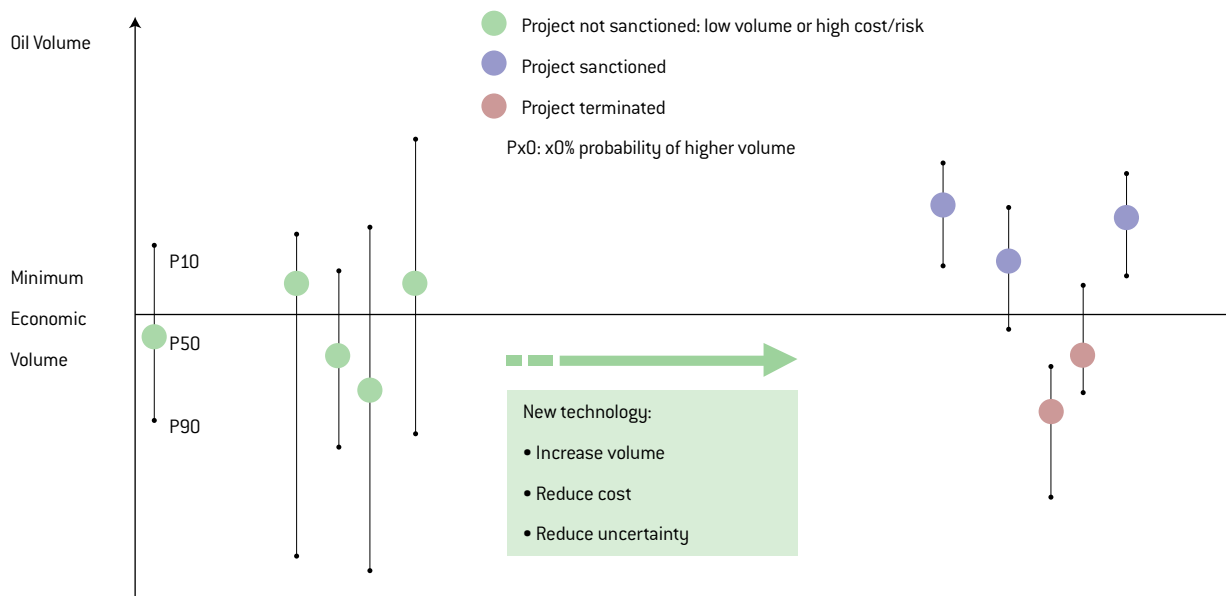 Oil Volume
Project not sanctioned: low volume or high cost/risk
Project sanctioned
Project terminated
Px0: x0% probability of higher volume
P10
Minimum
Economic
Volume
P50
P90
New technology:
• Increase volume
• Reduce cost
• Reduce uncertainty